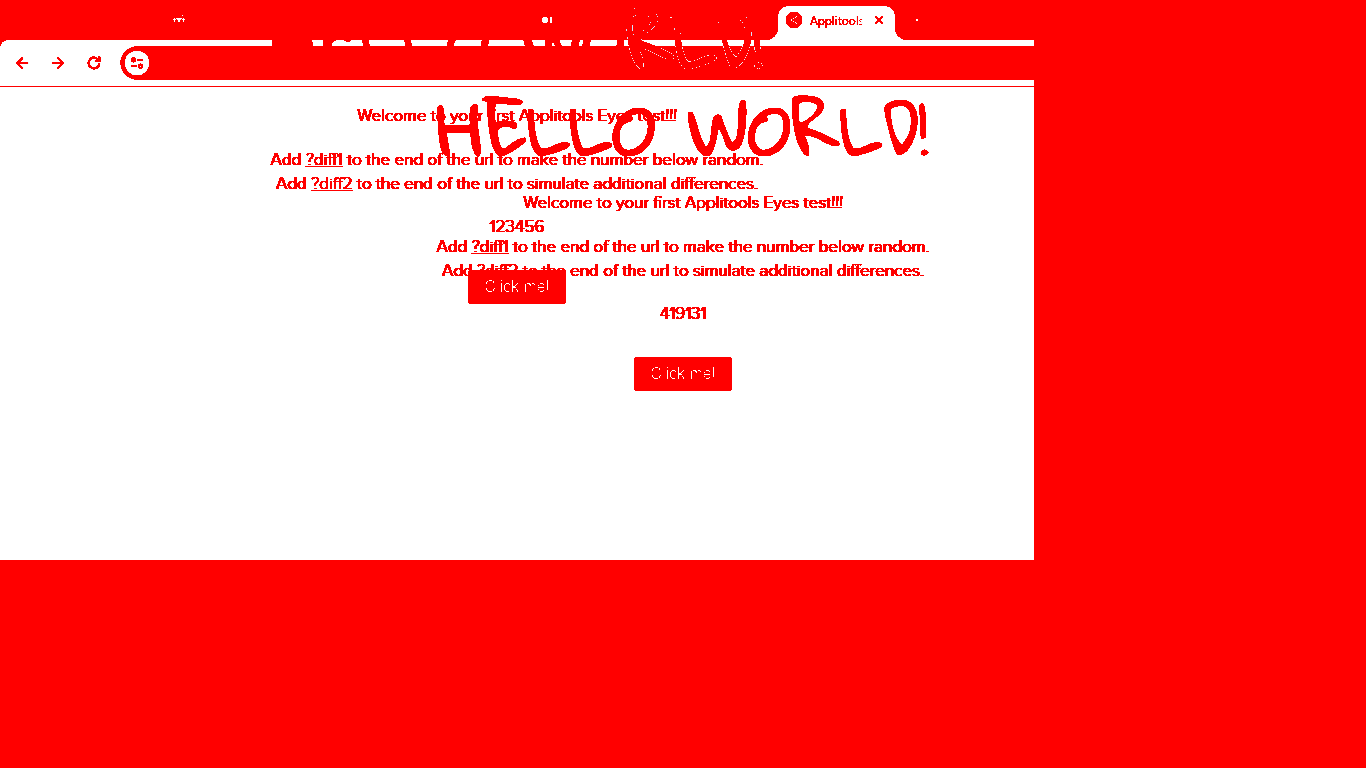 Applitools
HELLO WORLD!
Welcome to your first Applitools Eyes test!!!
Add ?diff1 to the end of the url to make the number below random.
Add ?diff2 to the end of the url to simulate additional differences.
Welcome to your first Applitools Eyes test!!!
123456
Add ?diff1 to the end of the url to make the number below random.
Add ?diff2 to the end of the url to simulate additional differences.
Click me!
419131
Click me!